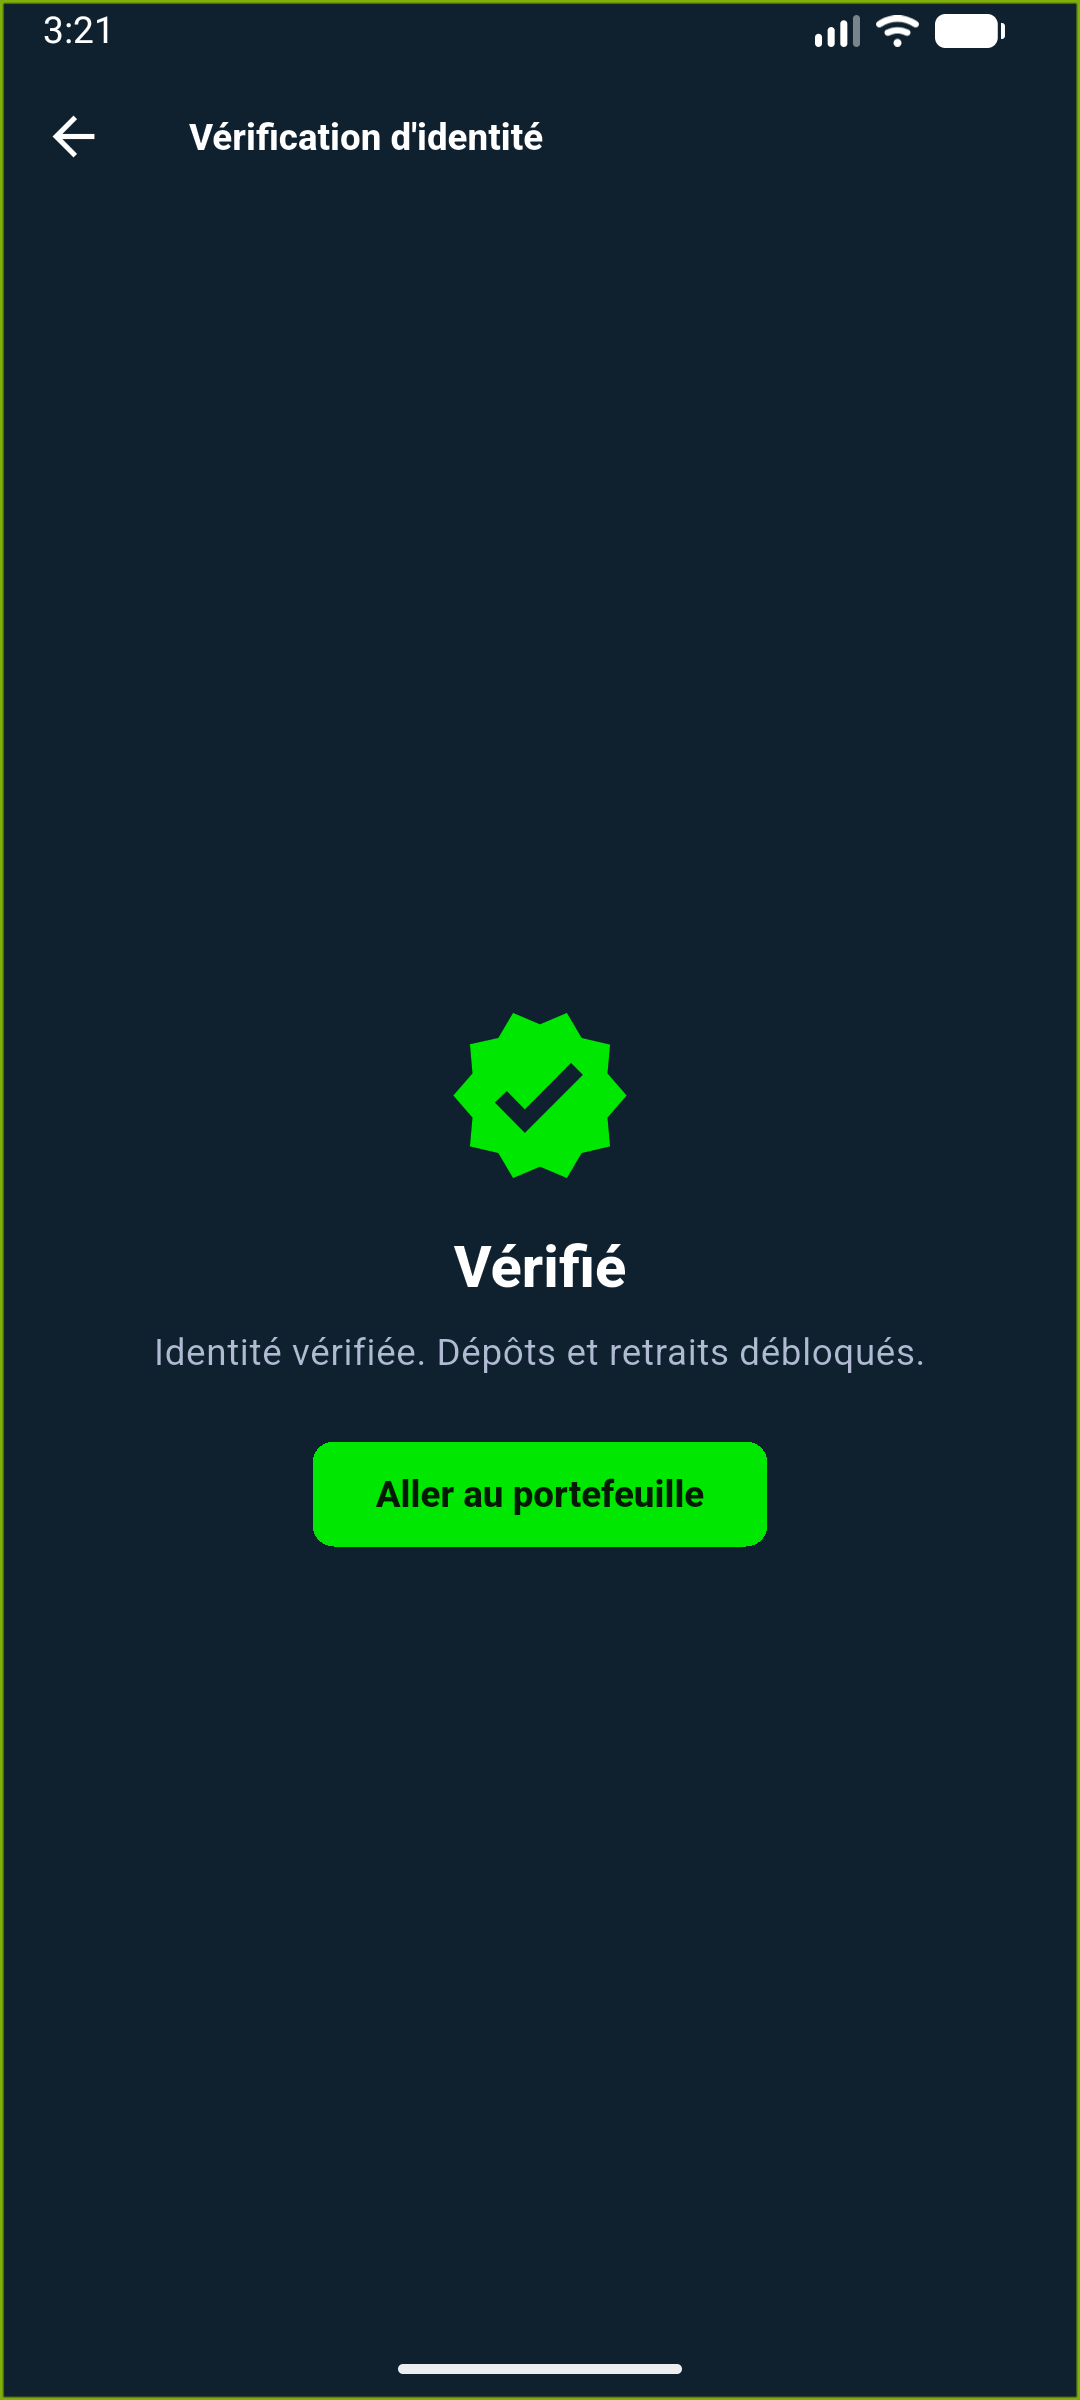 3:21
Vérification d'identité
Vérifié
Identité vérifiée. Dépôts et retraits débloqués.
Aller au portefeuille